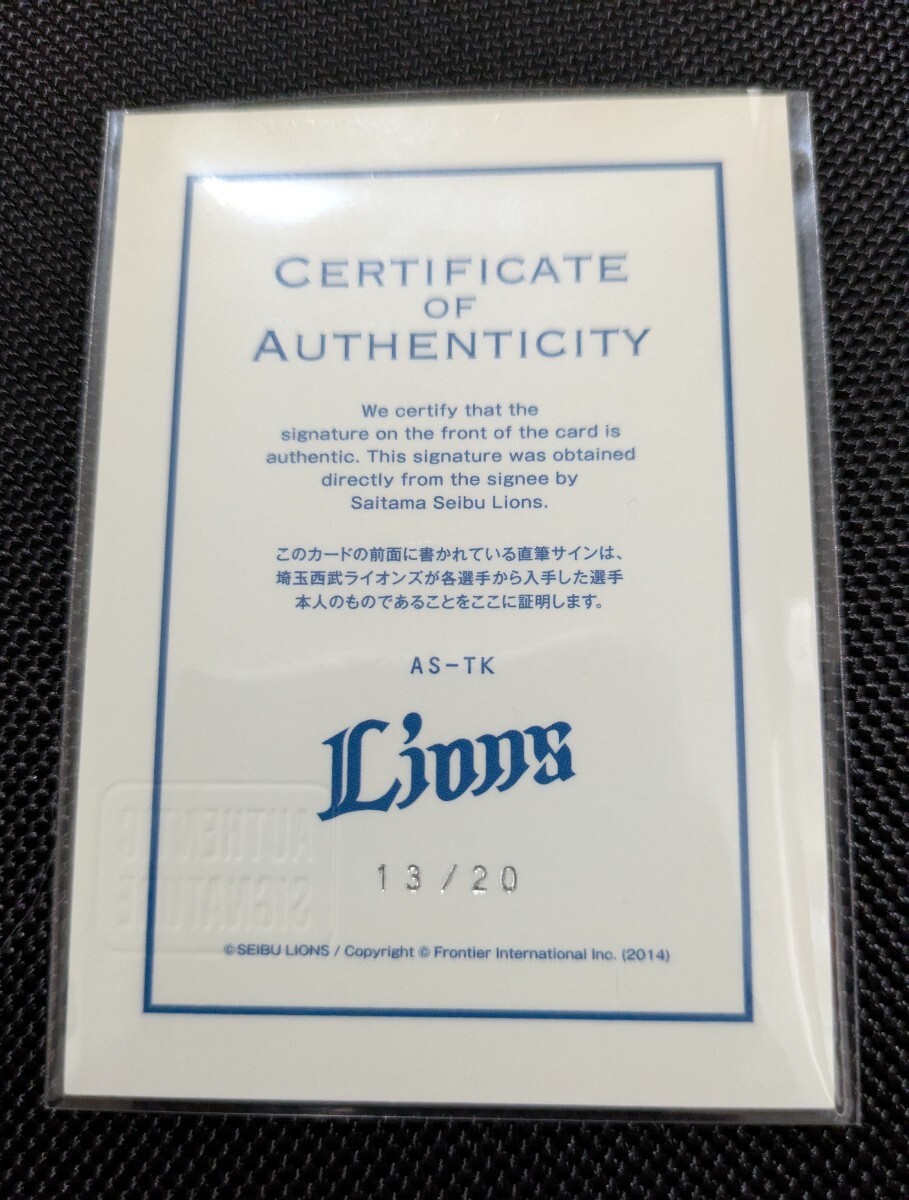 CERTIFICATE
OF
AUTHENTICITY
We certify that the
signature on the front of the card is
authentic. This signature was obtained
directly from the signee by
Saitama Seibu Lions.
このカードの前面に書かれている直筆サインは、
埼玉西武ライオンズが各選手から入手した選手
本人のものであることをここに証明します。
AS-TK
Lions
AUTHENTIC
SIGNATURE
13/20
©SEIBU LIONS / Copyright © Frontier International Inc. (2014)